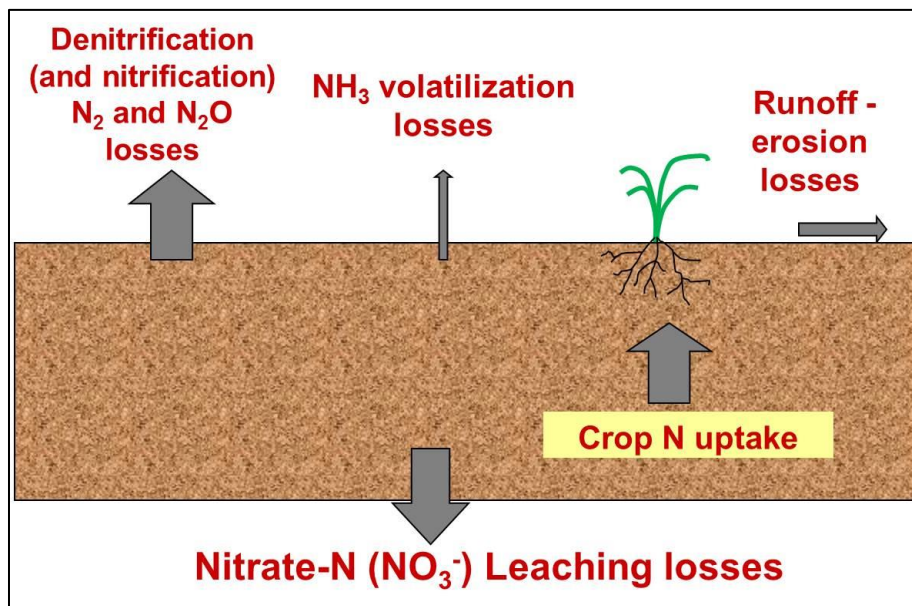 Denitrification
(and nitrification)
N₂ and N₂O
losses
NH₃ volatilization
losses
Runoff -
erosion
losses
Crop N uptake
Nitrate-N (NO₃⁻) Leaching losses